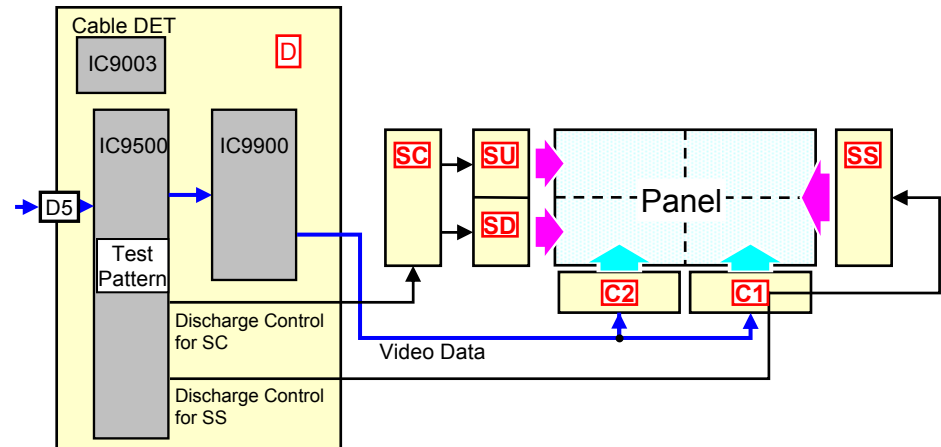 Cable DET
IC9003
D
IC9500
IC9900
D5
Test
Pattern
Discharge Control
for SC
Discharge Control
for SS
Video Data
SC
SU
SD
Panel
SS
C2
C1